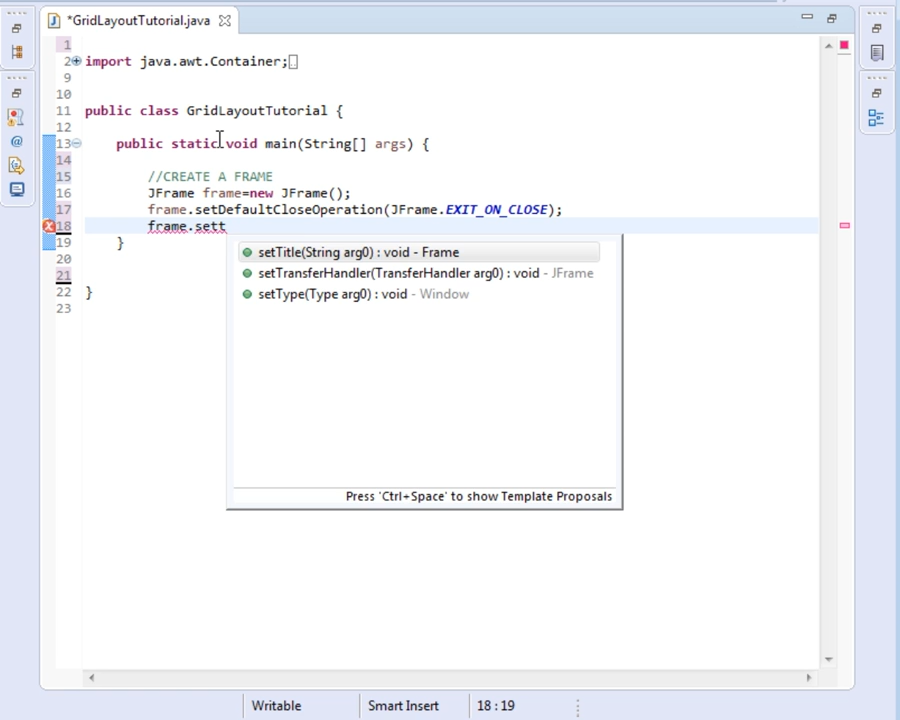 *GridLayoutTutorial.java
1
2 import java.awt.Container;
9
10
11 public class GridLayoutTutorial {
12
13 public static void main(String[] args) {
14
15 //CREATE A FRAME
16 JFrame frame=new JFrame();
17 frame.setDefaultCloseOperation(JFrame.EXIT_ON_CLOSE);
18 frame.sett
19 }
20
21
22 }
23
setTitle(String arg0) : void - Frame
setTransferHandler(TransferHandler arg0) : void - JFrame
setType(Type arg0) : void - Window
Press 'Ctrl+Space' to show Template Proposals
Writable Smart Insert 18 : 19